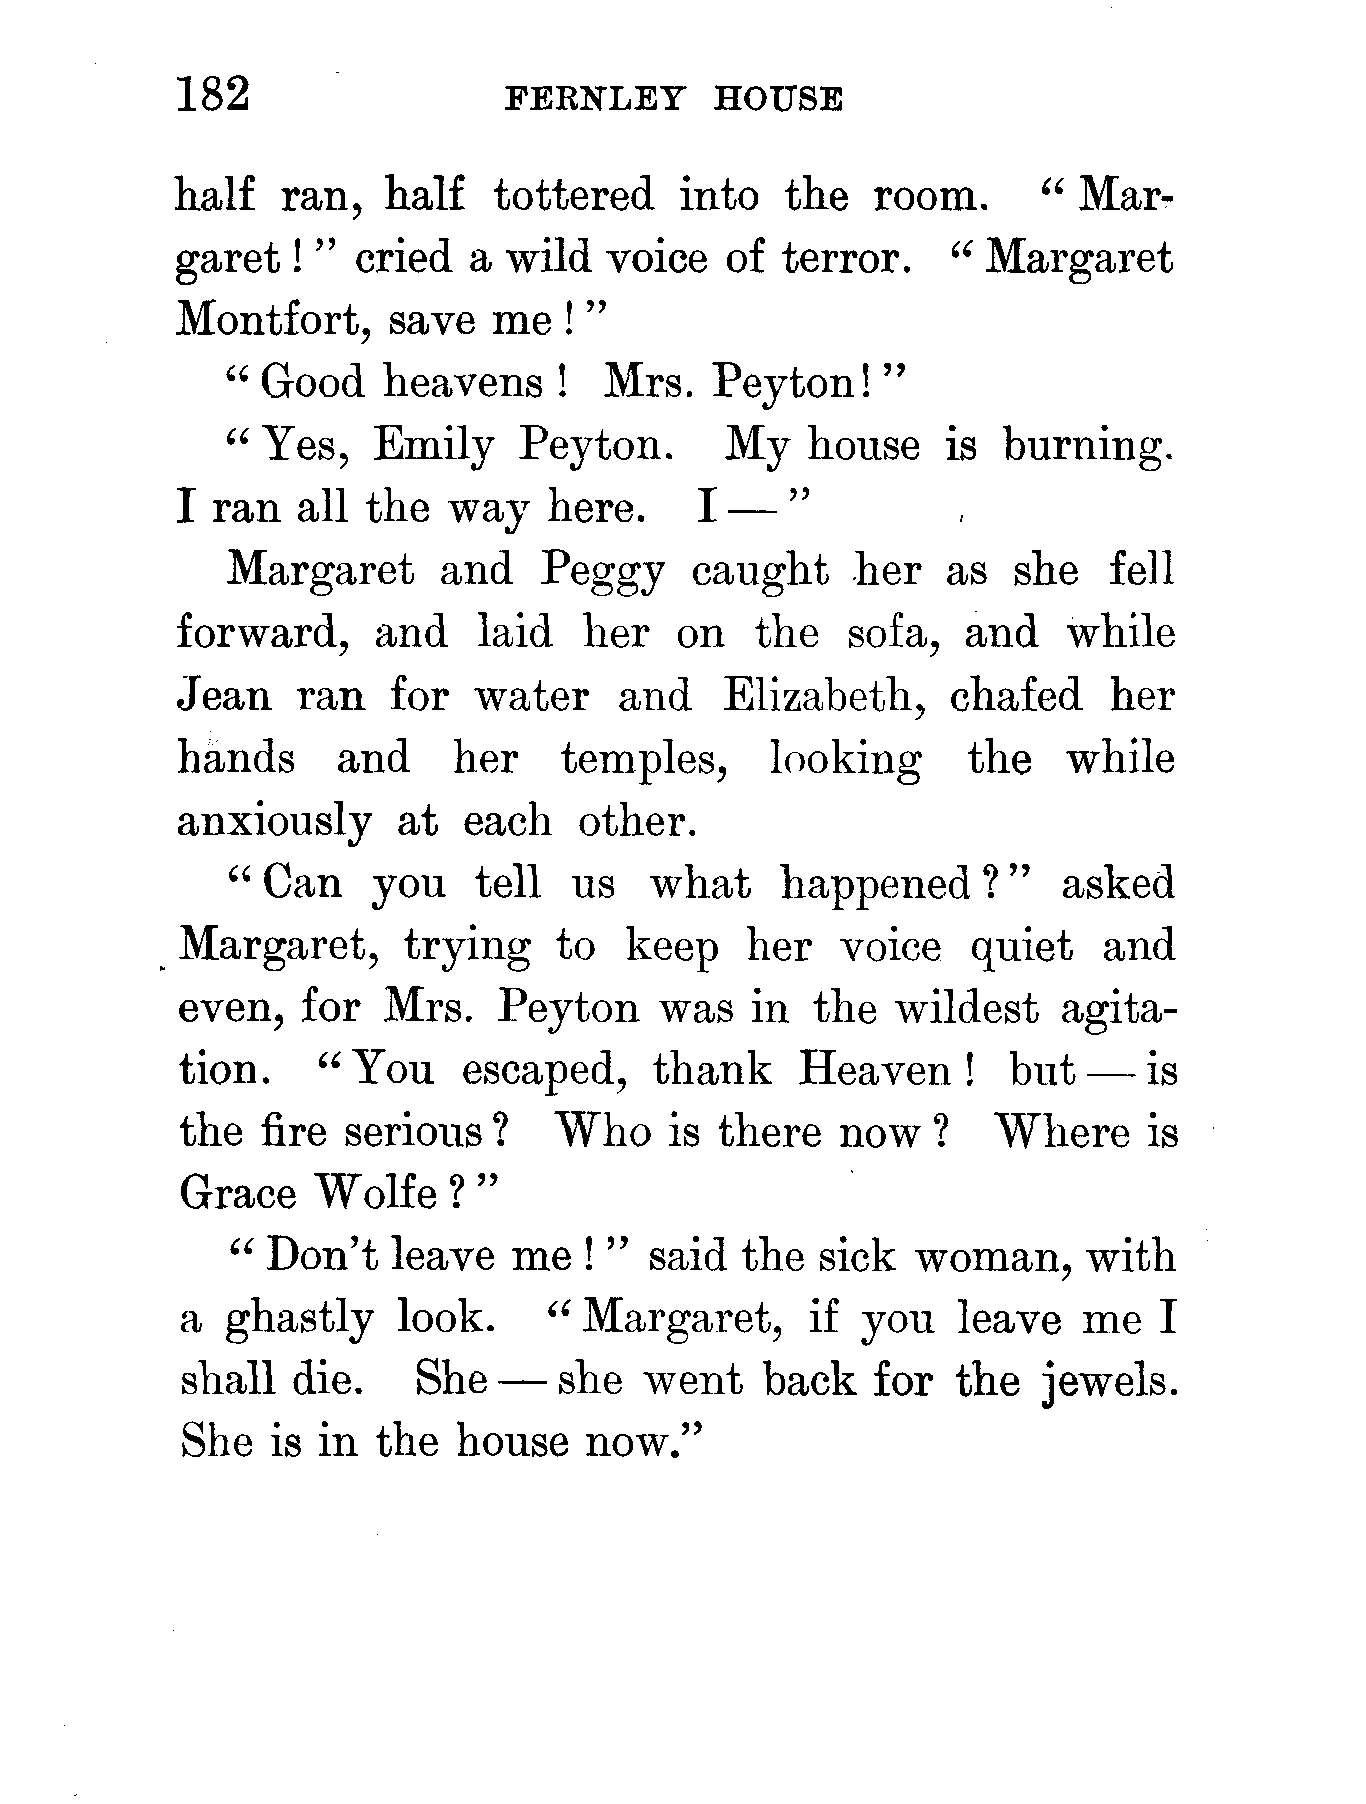 182 FERNLEY HOUSE
half ran, half tottered into the room. “ Mar-
garet ! ” cried a wild voice of terror. “ Margaret
Montfort, save me ! ”
“ Good heavens ! Mrs. Peyton! ”
“ Yes, Emily Peyton. My house is burning.
I ran all the way here. I — ”
Margaret and Peggy caught her as she fell
forward, and laid her on the sofa, and while
Jean ran for water and Elizabeth, chafed her
hands and her temples, looking the while
anxiously at each other.
“ Can you tell us what happened ? ” asked
Margaret, trying to keep her voice quiet and
even, for Mrs. Peyton was in the wildest agita-
tion. “ You escaped, thank Heaven ! but — is
the fire serious ? Who is there now ? Where is
Grace Wolfe ? ”
“ Don’t leave me ! ” said the sick woman, with
a ghastly look. “ Margaret, if you leave me I
shall die. She — she went back for the jewels.
She is in the house now.”